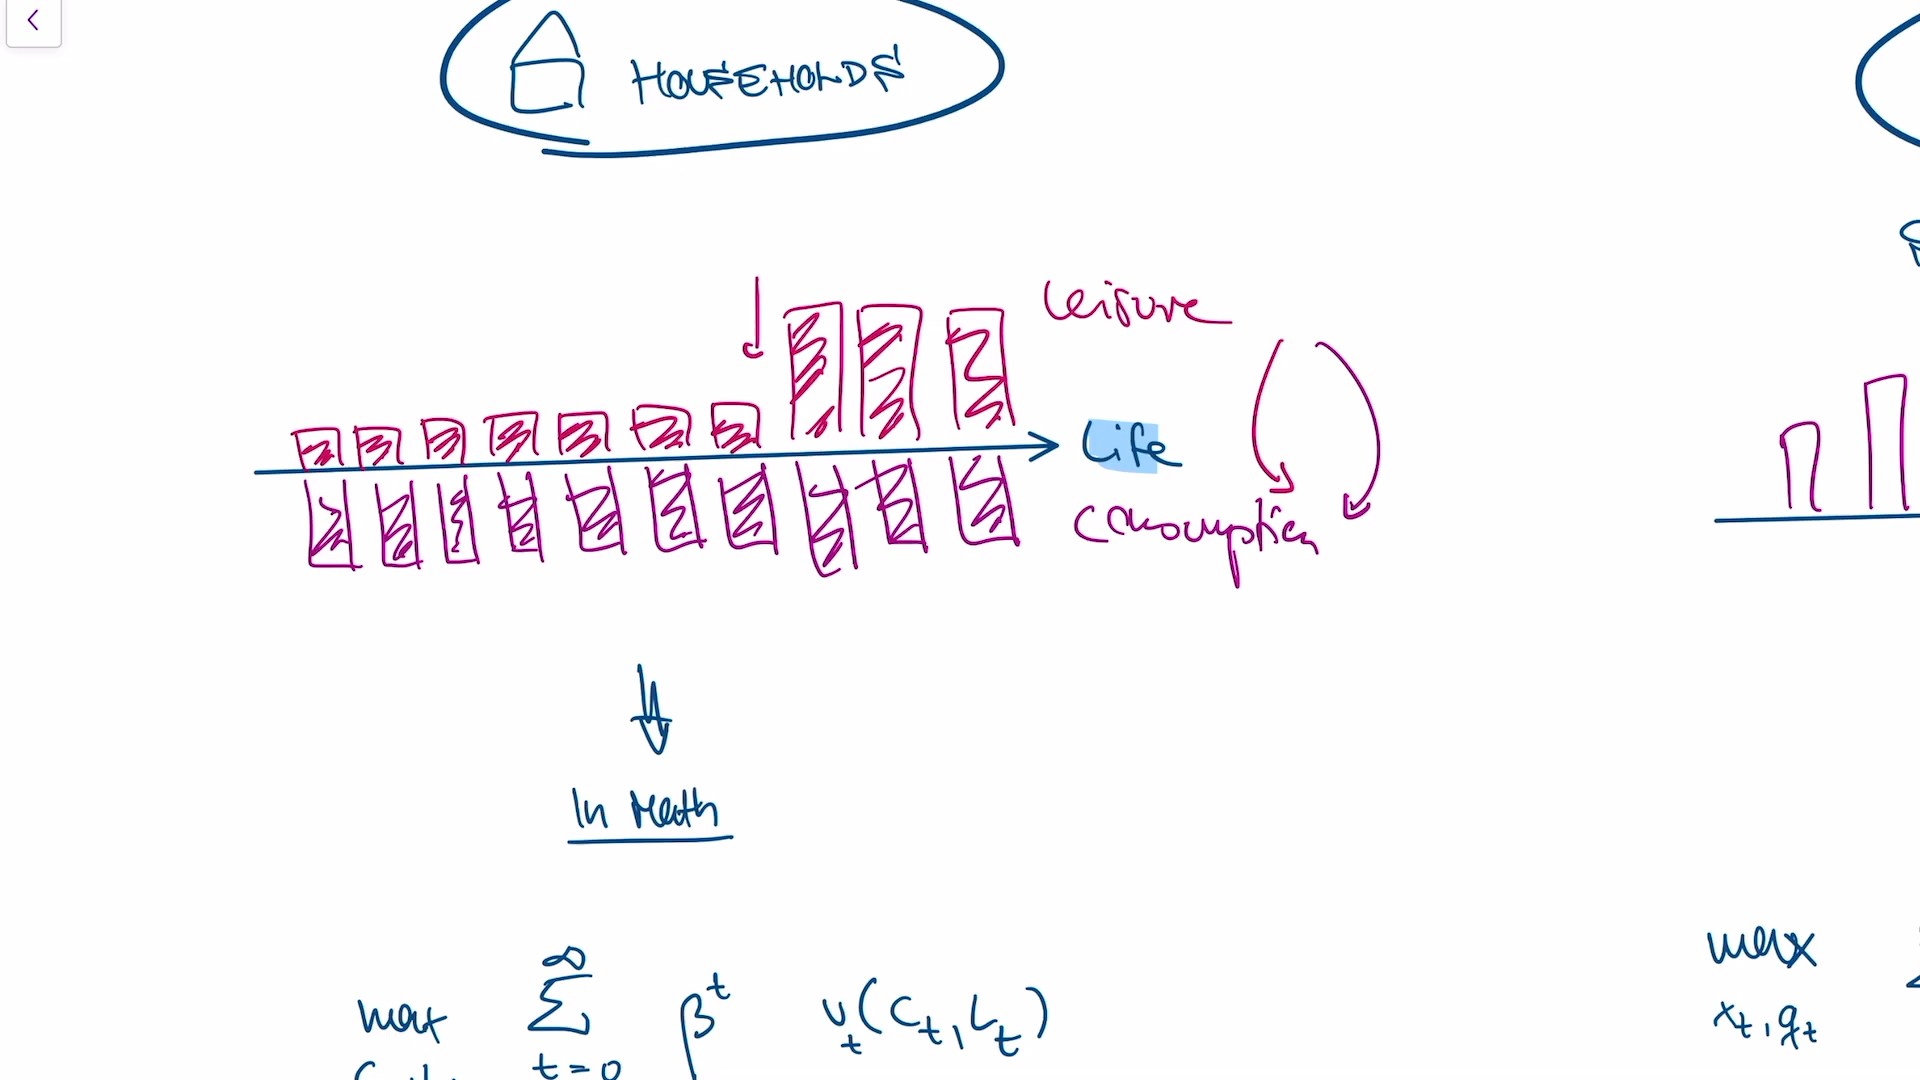 HOUSEHOLDS
Leisure
Life
Consumption
In Math
max ∞ Σ t=0 β^t U_t(C_t, L_t)
max
x_t, q_t